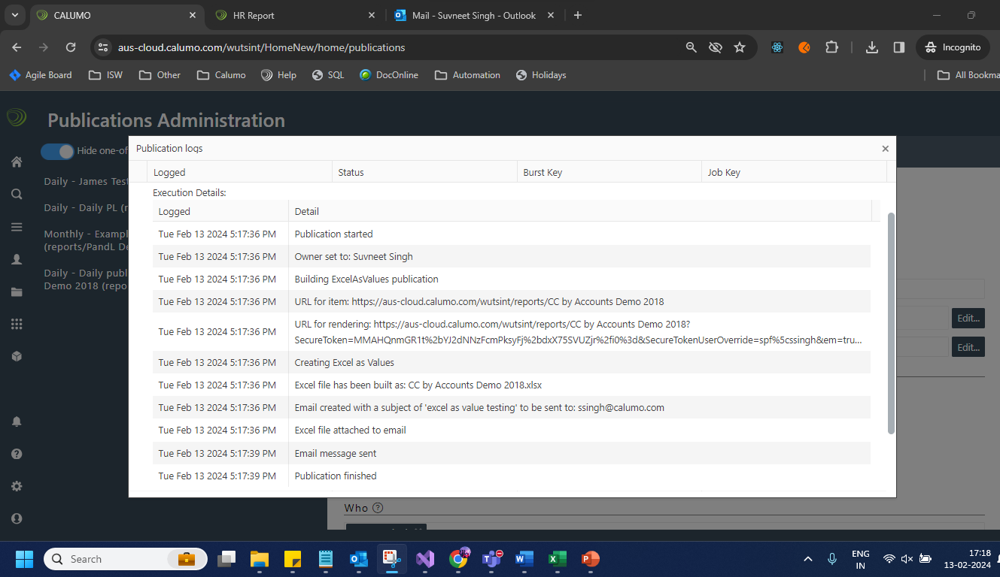 CALUMO
HR Report
Mail - Suvneet Singh - Outlook
aus-cloud.calumo.com/wutsint/HomeNew/home/publications
Incognito
Agile Board
ISW
Other
Calumo
Help
SQL
DocOnline
Automation
Holidays
All Bookma
Publications Administration
Hide one-of
Daily - James Test
Daily - Daily PL (r
Monthly - Exampl
(reports/PandL De
Daily - Daily publ
Demo 2018 (repo
Publication logs
Logged Status Burst Key Job Key
Execution Details:
Logged Detail
Tue Feb 13 2024 5:17:36 PM Publication started
Tue Feb 13 2024 5:17:36 PM Owner set to: Suvneet Singh
Tue Feb 13 2024 5:17:36 PM Building ExcelAsValues publication
Tue Feb 13 2024 5:17:36 PM URL for item: https://aus-cloud.calumo.com/wutsint/reports/CC by Accounts Demo 2018
Tue Feb 13 2024 5:17:36 PM URL for rendering: https://aus-cloud.calumo.com/wutsint/reports/CC by Accounts Demo 2018?
SecureToken=MMAHQnmGR1t%2bYJ2dNNzFcmPksyFj%2bdxX75SVUZjr%2fi0%3d&SecureTokenUserOverride=spf%5cssingh&em=tru...
Tue Feb 13 2024 5:17:36 PM Creating Excel as Values
Tue Feb 13 2024 5:17:36 PM Excel file has been built as: CC by Accounts Demo 2018.xlsx
Tue Feb 13 2024 5:17:36 PM Email created with a subject of 'excel as value testing' to be sent to: ssingh@calumo.com
Tue Feb 13 2024 5:17:36 PM Excel file attached to email
Tue Feb 13 2024 5:17:39 PM Email message sent
Tue Feb 13 2024 5:17:39 PM Publication finished
Edit...
Edit...
Who
Search
ENG
IN
17:18
13-02-2024